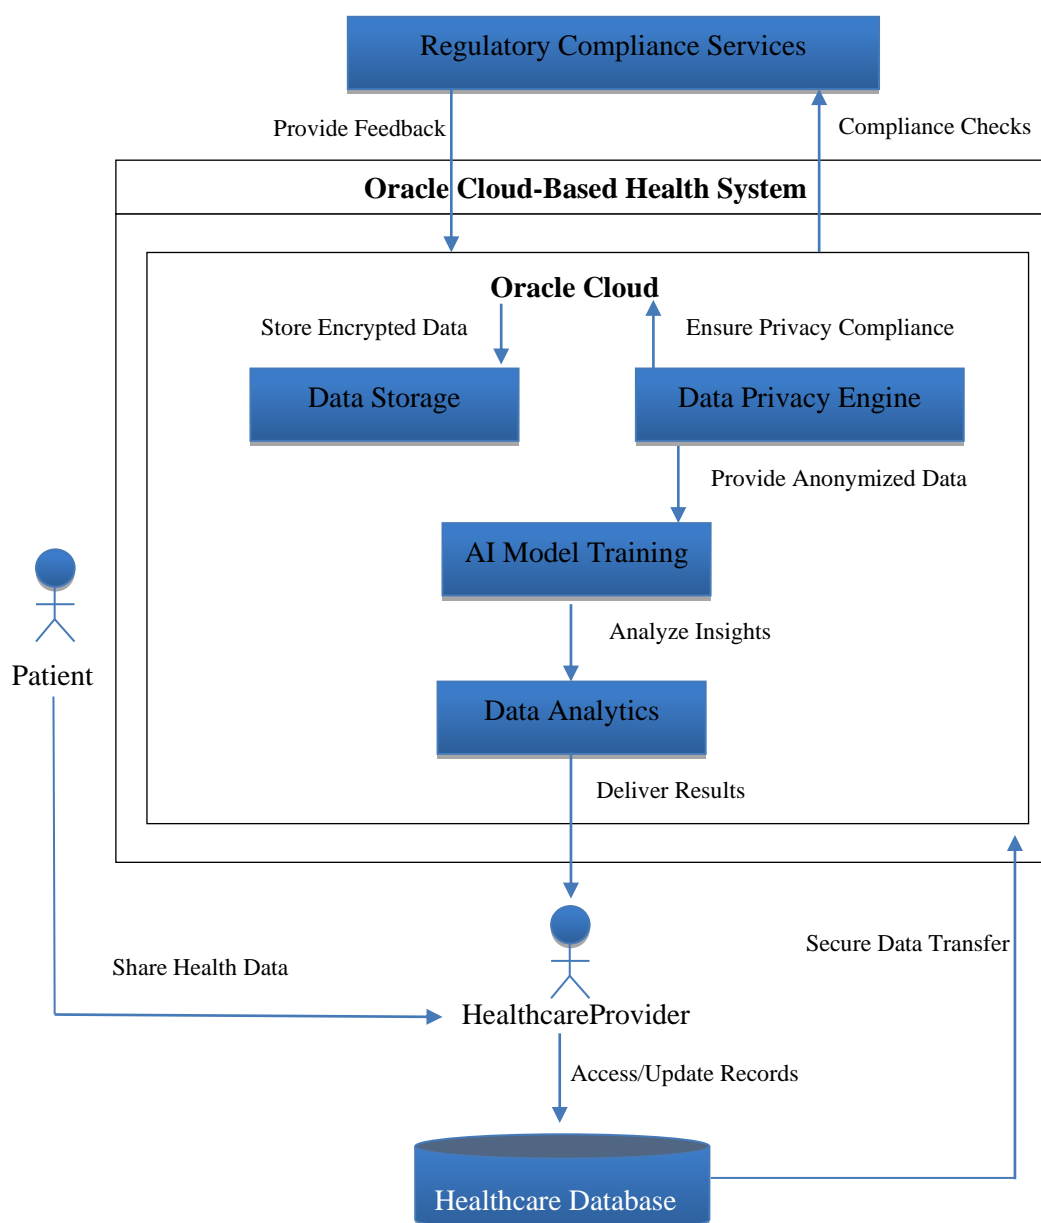 Regulatory Compliance Services
Provide Feedback
Compliance Checks
Oracle Cloud-Based Health System
Oracle Cloud
Store Encrypted Data
Ensure Privacy Compliance
Data Storage
Data Privacy Engine
Provide Anonymized Data
AI Model Training
Analyze Insights
Patient
Data Analytics
Deliver Results
Secure Data Transfer
Share Health Data
HealthcareProvider
Access/Update Records
Healthcare Database